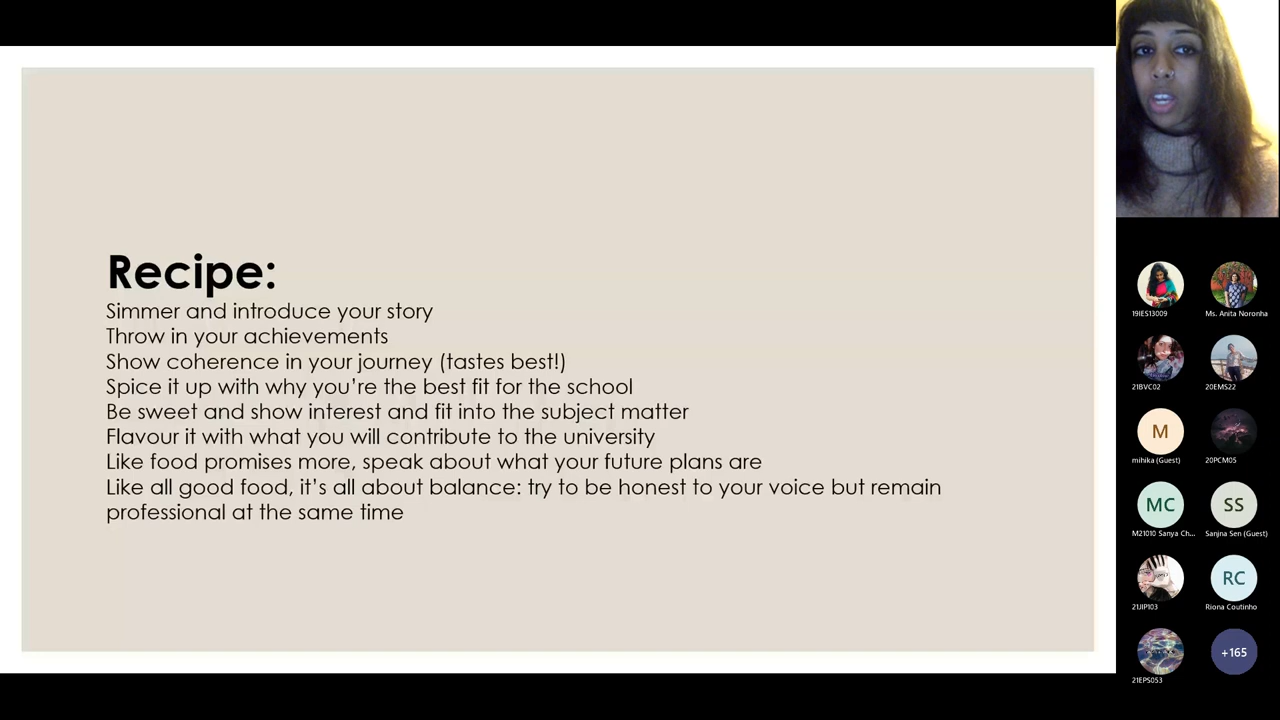 Recipe:
Simmer and introduce your story
Throw in your achievements
Show coherence in your journey (tastes best!)
Spice it up with why you’re the best fit for the school
Be sweet and show interest and fit into the subject matter
Flavour it with what you will contribute to the university
Like food promises more, speak about what your future plans are
Like all good food, it’s all about balance: try to be honest to your voice but remain
professional at the same time
19IES13009
Ms. Anita Noronha
21BVC02
20EMS22
M
mihika (Guest)
20PCM05
MC
M21010 Sanya Ch...
SS
Sanjna Sen (Guest)
21JIP103
RC
Riona Coutinho
21EPS053
+165